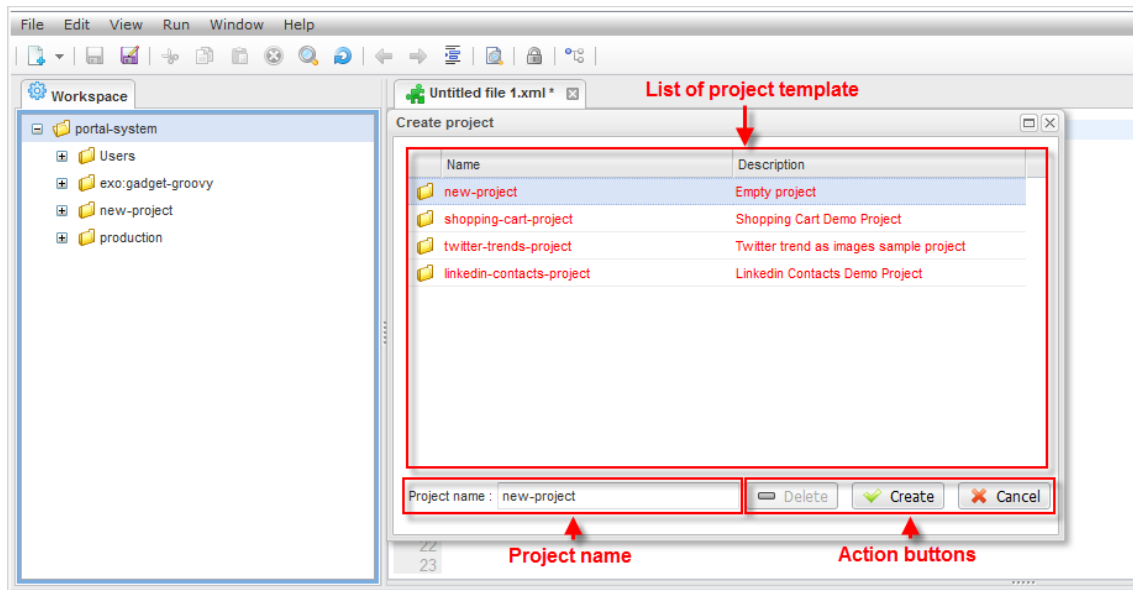 File Edit View Run Window Help
Workspace
Untitled file 1.xml *
List of project template
portal-system
Users
exo:gadget-groovy
new-project
production
Create project
Name Description
new-project Empty project
shopping-cart-project Shopping Cart Demo Project
twitter-trends-project Twitter trend as images sample project
linkedin-contacts-project Linkedin Contacts Demo Project
Project name : new-project Delete Create Cancel
Project name Action buttons
22
23